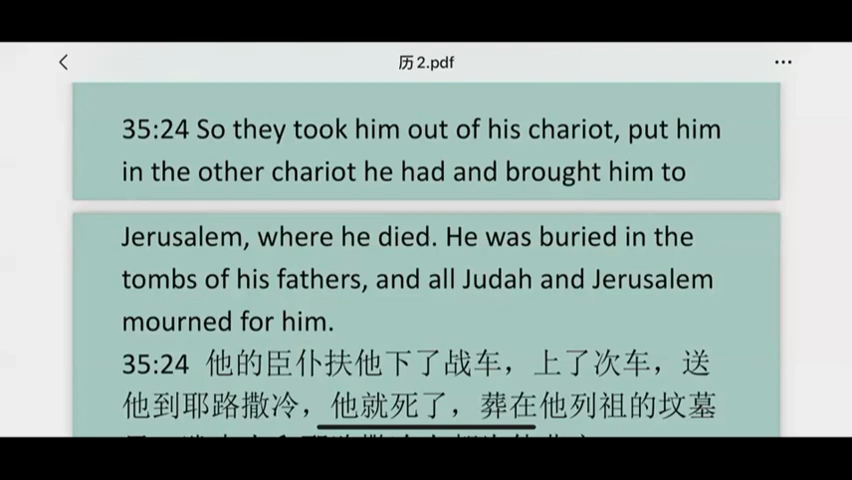 历2.pdf
35:24 So they took him out of his chariot, put him
in the other chariot he had and brought him to
Jerusalem, where he died. He was buried in the
tombs of his fathers, and all Judah and Jerusalem
mourned for him.
35:24 他的臣仆扶他下了战车，上了次车，送
他到耶路撒冷，他就死了，葬在他列祖的坟墓